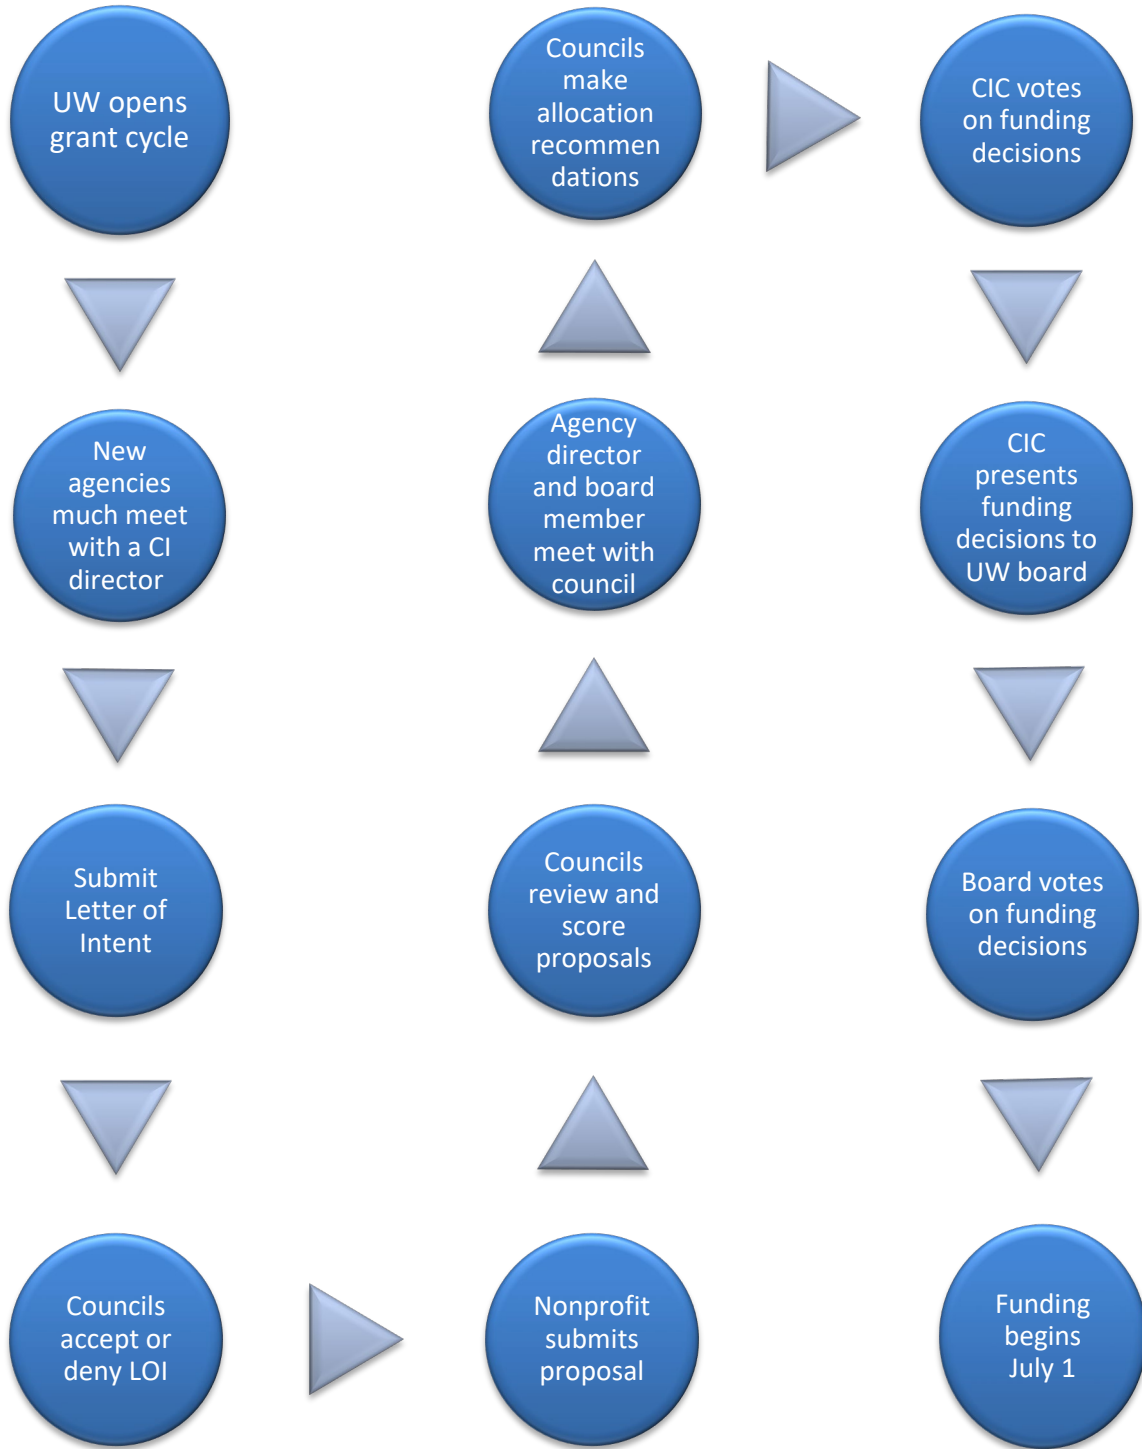 UW opens
grant cycle
New
agencies
much meet
with a CI
director
Submit
Letter of
Intent
Councils
accept or
deny LOI
Nonprofit
submits
proposal
Councils
review and
score
proposals
Agency
director
and board
member
meet with
council
Councils
make
allocation
recommen
dations
CIC votes
on funding
decisions
CIC
presents
funding
decisions to
UW board
Board votes
on funding
decisions
Funding
begins
July 1